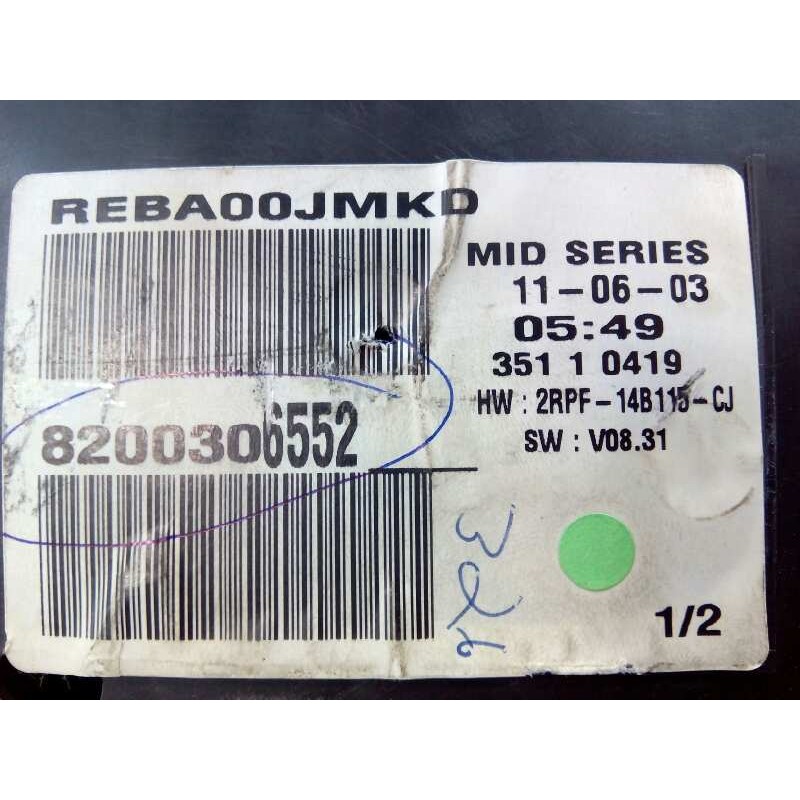 REBA00JMKD
MID SERIES
11-06-03
05:49
351 1 0419
HW : 2RPF-14B115-CJ
SW : V08.31
8200306552
326
1/2